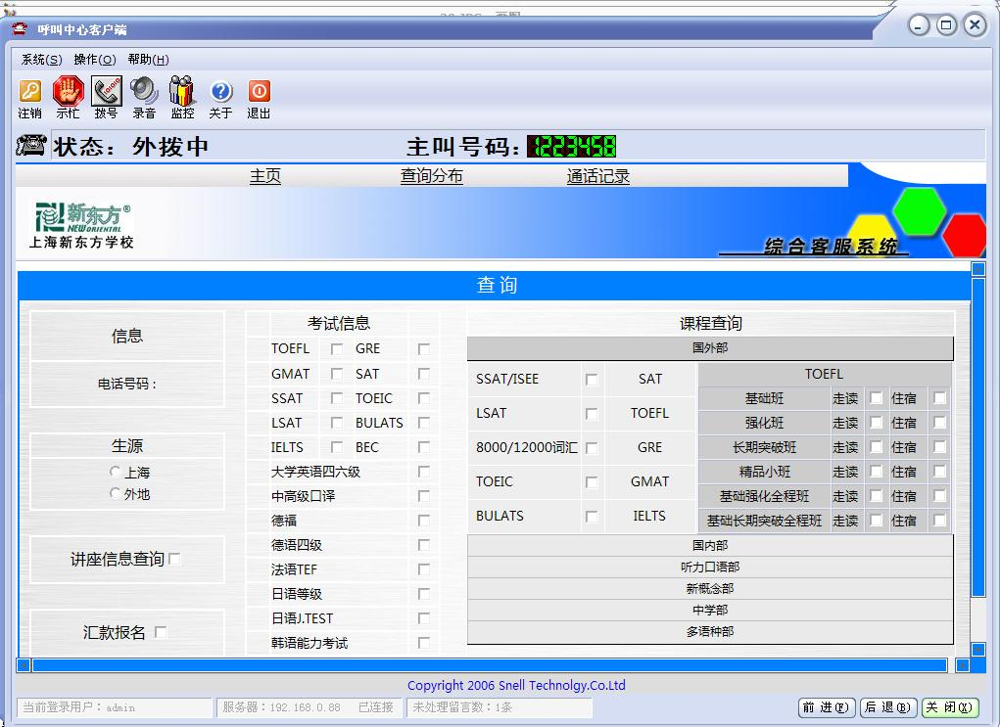 呼叫中心客户端
系统(S) 操作(O) 帮助(H)
注销 示忙 拨号 录音 监控 关于 退出
状态：外拨中 主叫号码：1223458
主页 查询分布 通话记录
新东方®
NEW ORIENTAL
上海新东方学校
综合客服系统
查询
信息
电话号码：
生源
上海
外地
讲座信息查询
汇款报名
考试信息
TOEFL GRE
GMAT SAT
SSAT TOEIC
LSAT BULATS
IELTS BEC
大学英语四六级
中高级口译
德福
德语四级
法语TEF
日语等级
日语J.TEST
韩语能力考试
课程查询
国外部
SSAT/ISEE SAT
LSAT TOEFL
8000/12000词汇 GRE
TOEIC GMAT
BULATS IELTS
TOEFL
基础班 走读 住宿
强化班 走读 住宿
长期突破班 走读 住宿
精品小班 走读 住宿
基础强化全程班 走读 住宿
基础长期突破全程班 走读 住宿
国内部
听力口语部
新概念部
中学部
多语种部
Copyright 2006 Snell Technolgy.Co.Ltd
当前登录用户：admin 服务器：192.168.0.88 已连接 未处理留言数：1条
前 进(F) 后 退(B) 关 闭(X)